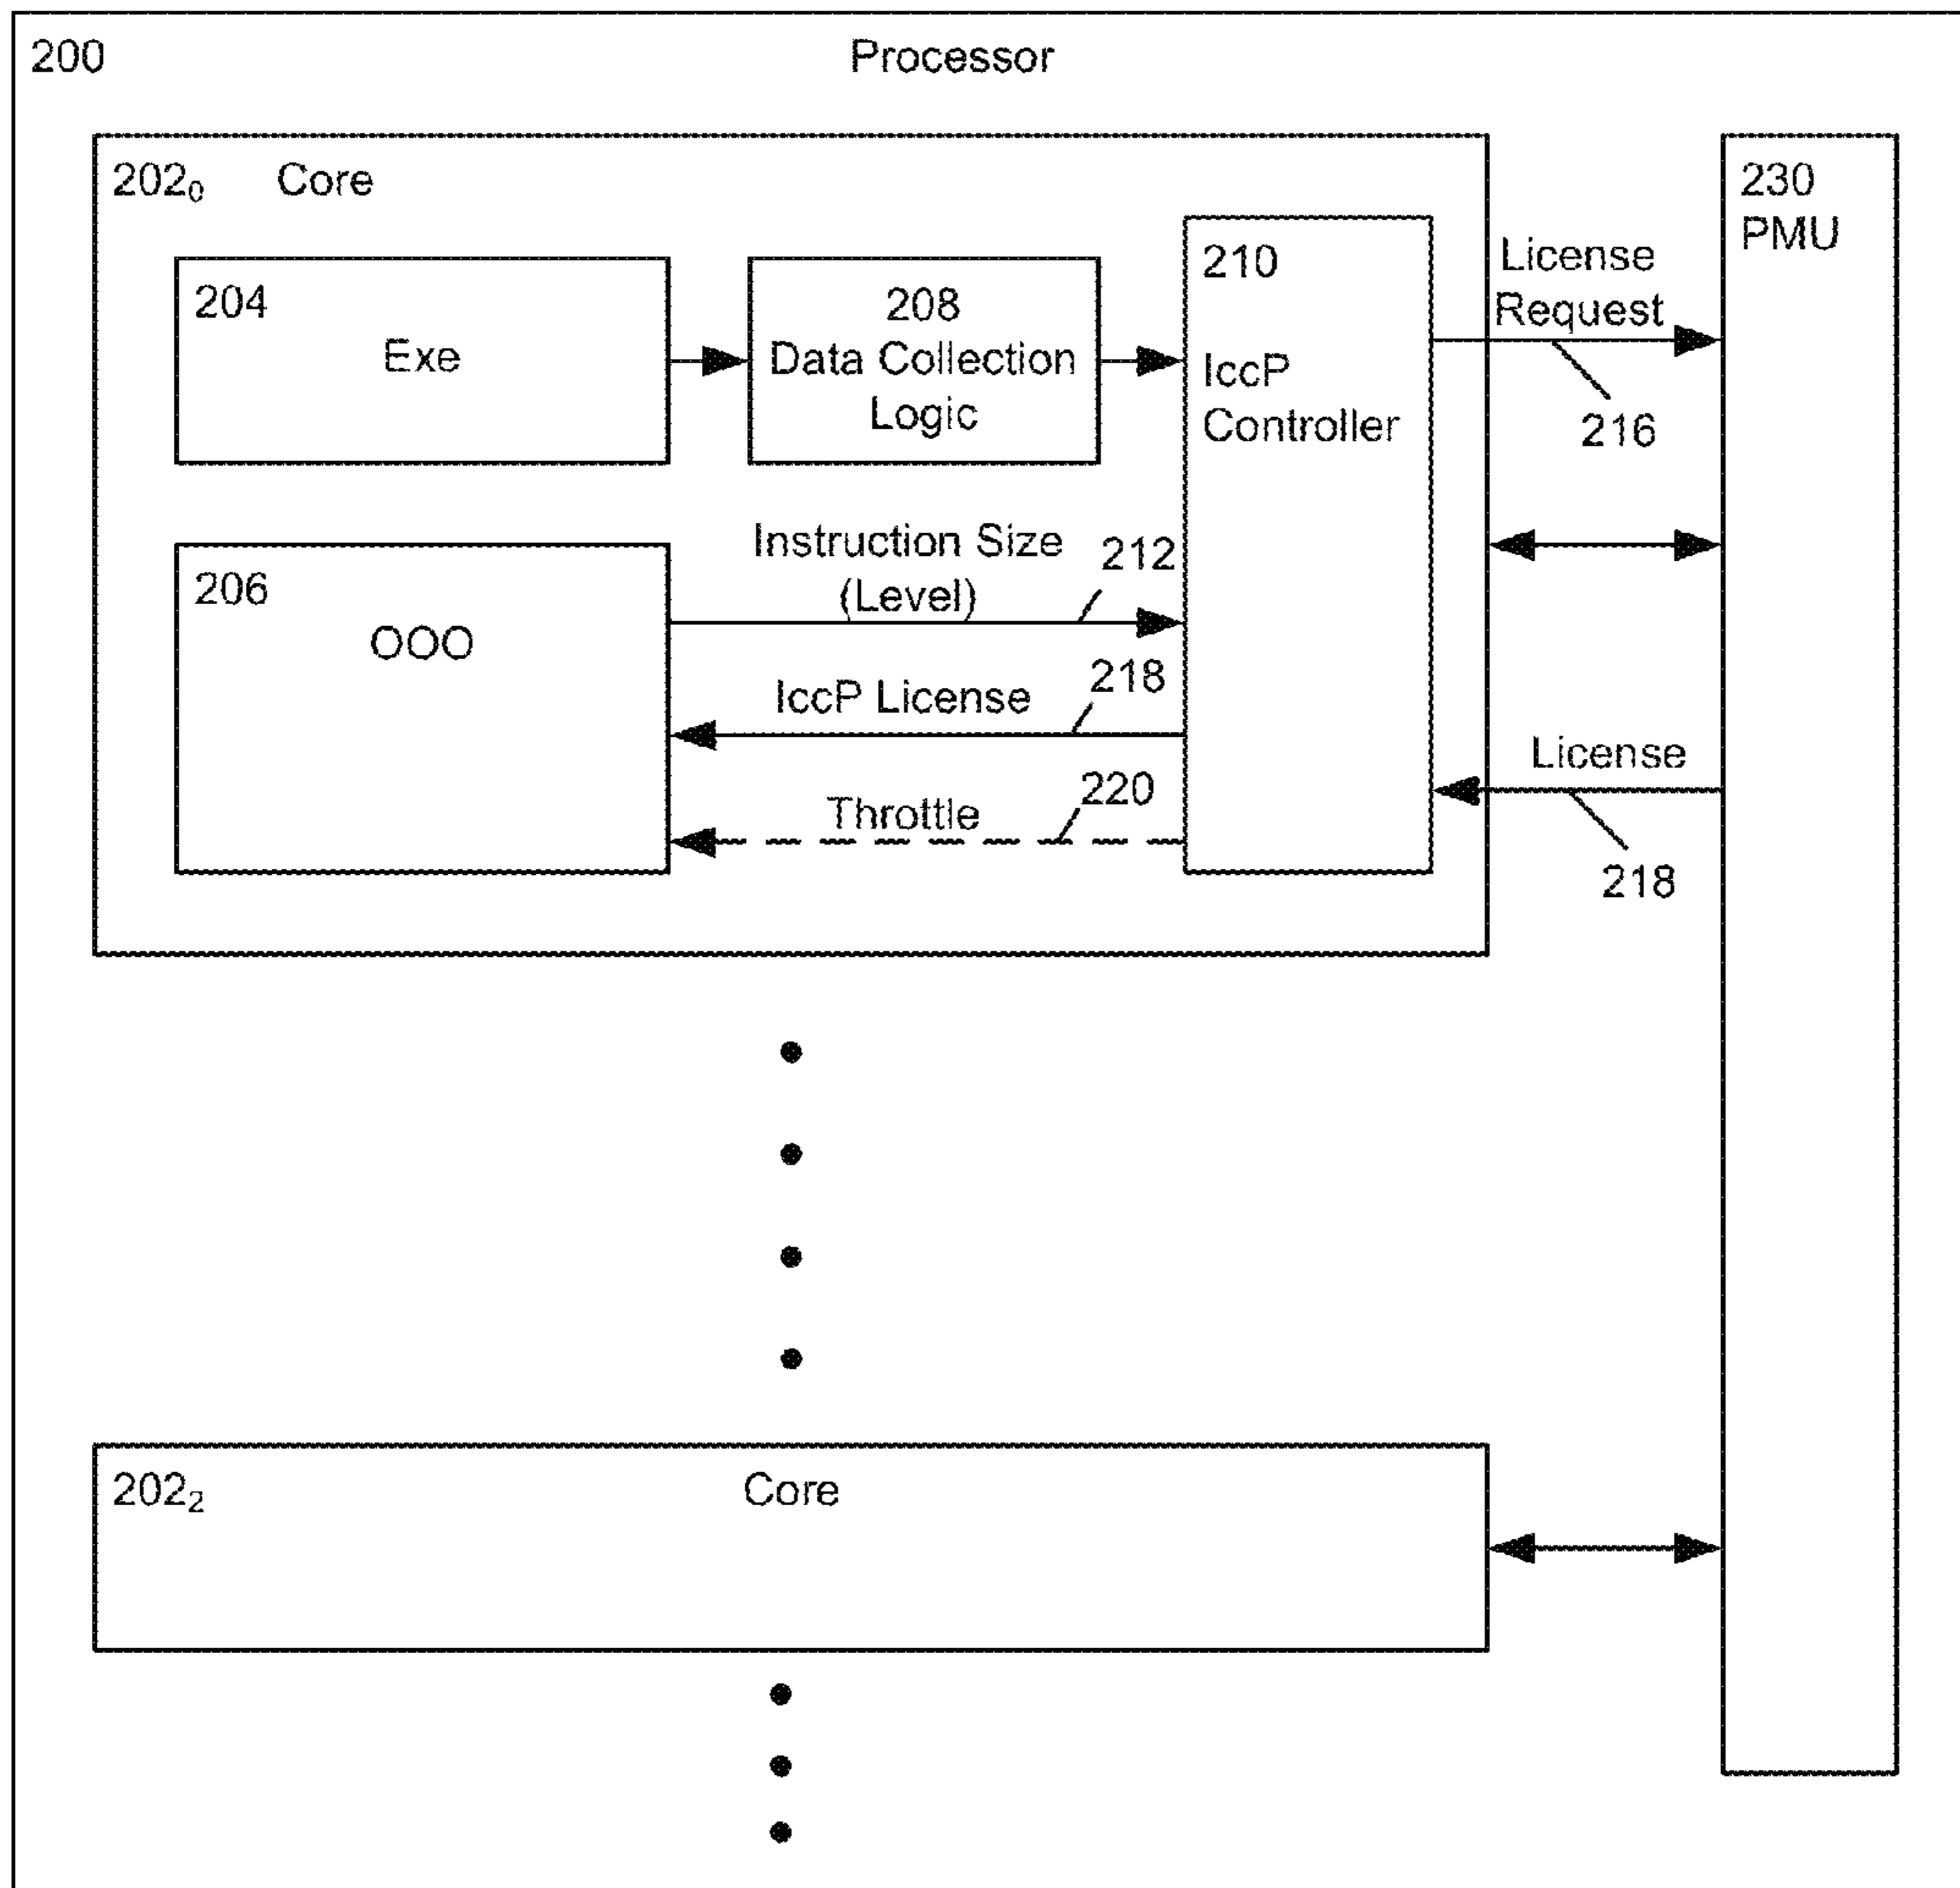 200 Processor
202₀ Core
230
PMU
204
Exe
208
Data Collection
Logic
210
IccP
Controller
License
Request
216
206
OOO
Instruction Size
(Level)
212
IccP License
218
Throttle
220
License
218
202₂ Core